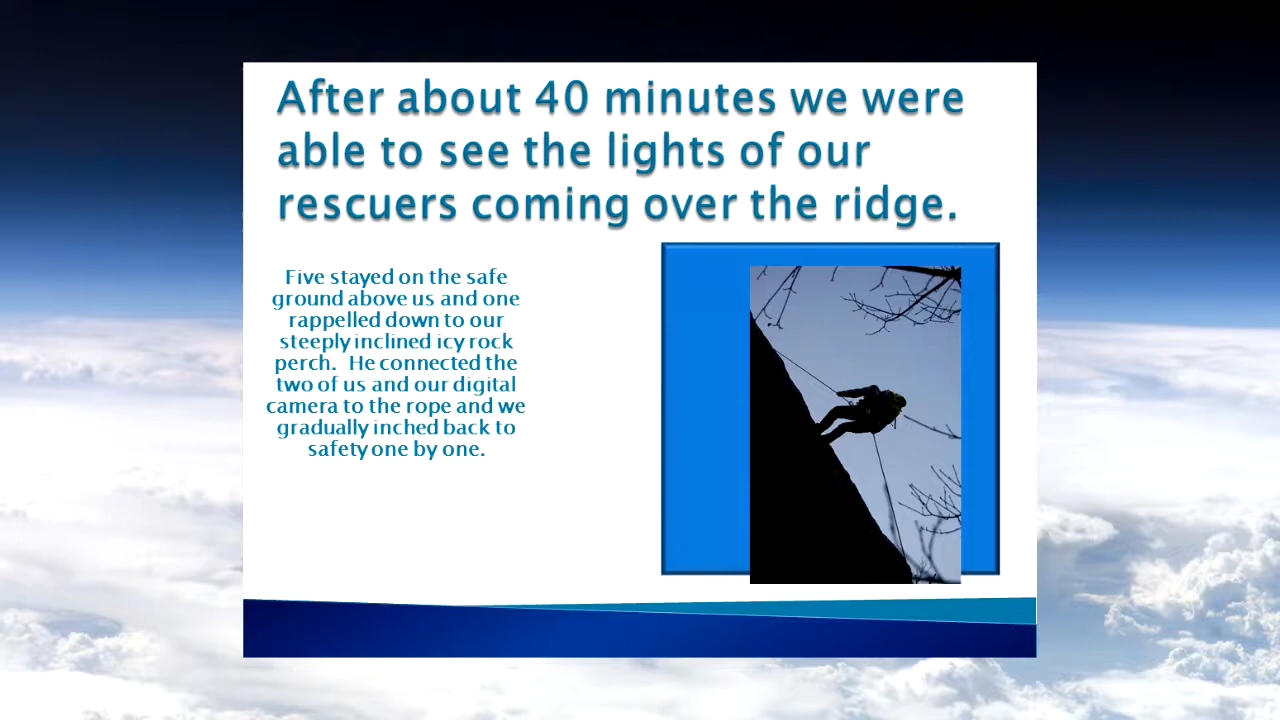 After about 40 minutes we were
able to see the lights of our
rescuers coming over the ridge.
Five stayed on the safe
ground above us and one
rappelled down to our
steeply inclined icy rock
perch.  He connected the
two of us and our digital
camera to the rope and we
gradually inched back to
safety one by one.